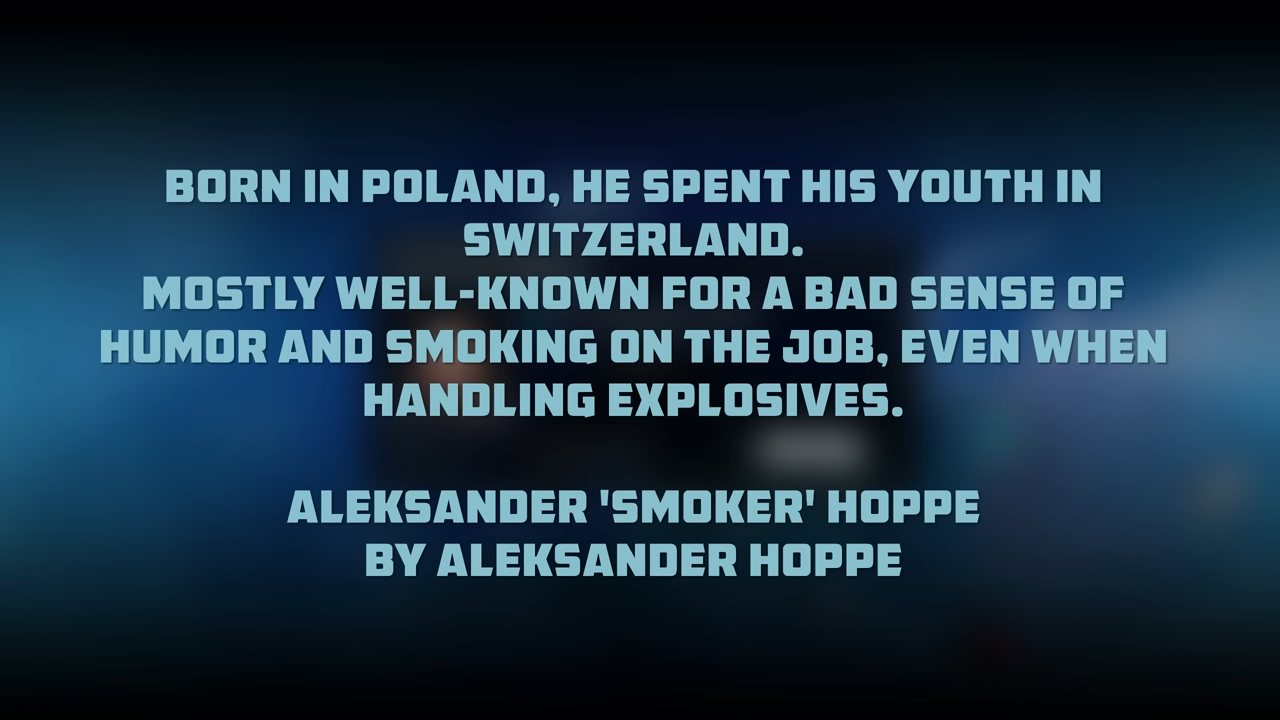 BORN IN POLAND, HE SPENT HIS YOUTH IN
SWITZERLAND.
MOSTLY WELL-KNOWN FOR A BAD SENSE OF
HUMOR AND SMOKING ON THE JOB, EVEN WHEN
HANDLING EXPLOSIVES.
ALEKSANDER 'SMOKER' HOPPE
BY ALEKSANDER HOPPE